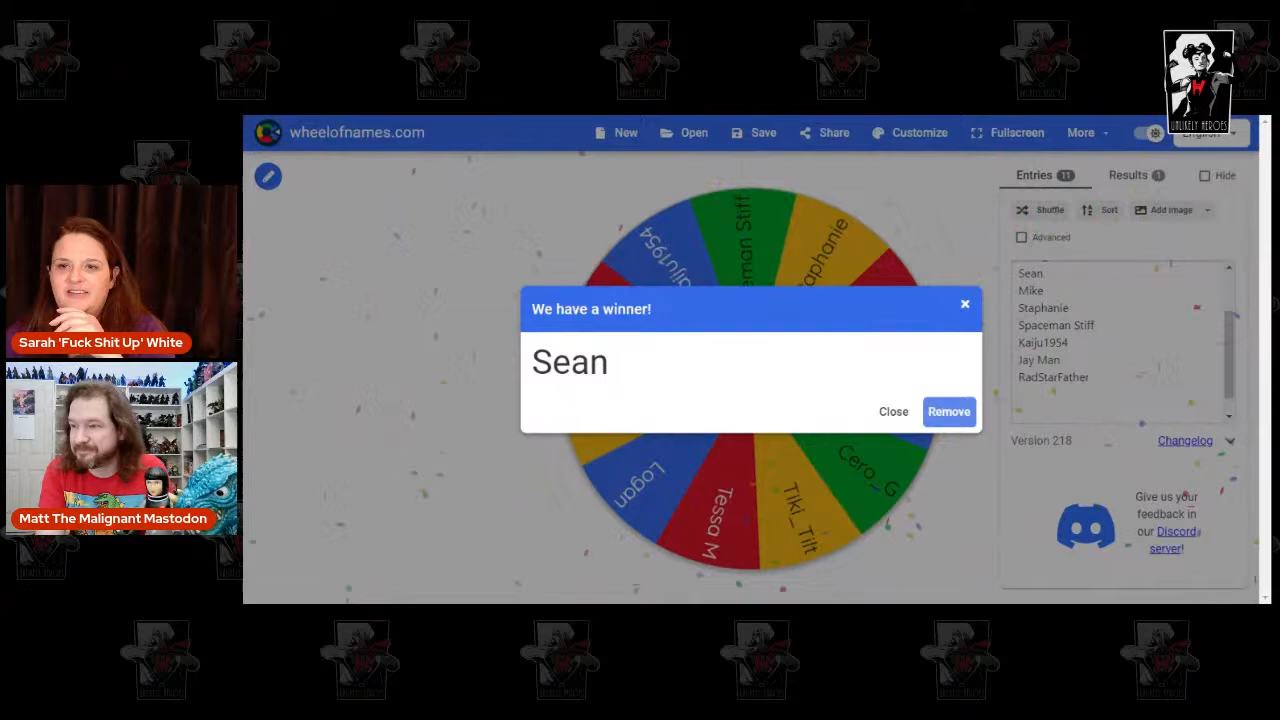 UNLIKELY HEROES
wheelofnames.com
New
Open
Save
Share
Customize
Fullscreen
More
English
Entries 11
Results 1
Hide
Shuffle
Sort
Add image
Advanced
Sean
Mike
Staphanie
Spaceman Stiff
Kaiju1954
Jay Man
RadStarFather
Version 218
Changelog
Give us your
feedback in
our Discord
server!
We have a winner!
Sean
Close
Remove
Logan
Tessa M
Tiki_Tilt
Cero_G
Sarah 'Fuck Shit Up' White
Matt The Malignant Mastodon